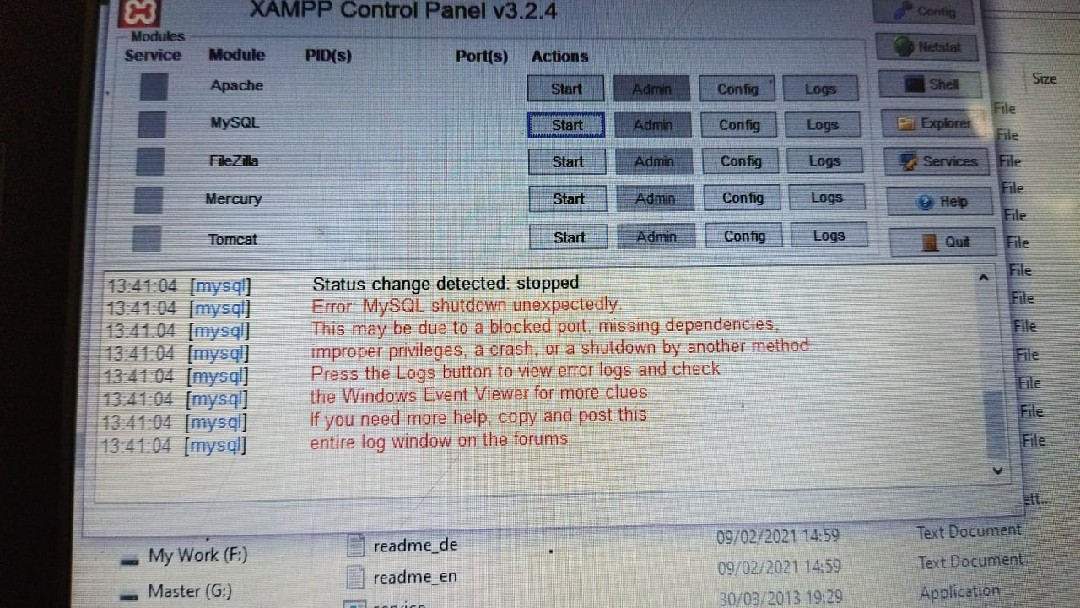 XAMPP Control Panel v3.2.4
Config
Modules
Service Module PID(s) Port(s) Actions
Netstat
Apache Start Admin Config Logs
Shell
Size
File
MySQL Start Admin Config Logs
Explorer
File
FileZilla Start Admin Config Logs
Services
File
Mercury Start Admin Config Logs
Help
File
File
Tomcat Start Admin Config Logs
Quit
File
File
13:41:04 [mysql] Status change detected: stopped
File
13:41:04 [mysql] Error: MySQL shutdown unexpectedly.
File
13:41:04 [mysql] This may be due to a blocked port, missing dependencies,
File
13:41:04 [mysql] improper privileges, a crash, or a shutdown by another method
File
13:41:04 [mysql] Press the Logs button to view error logs and check
File
13:41:04 [mysql] the Windows Event Viewer for more clues
File
13:41:04 [mysql] If you need more help, copy and post this
13:41:04 [mysql] entire log window on the forums
My Work (F:) readme_de 09/02/2021 14:59 Text Document
Master (G:) readme_en 09/02/2021 14:59 Text Document
30/03/2013 19:29 Application